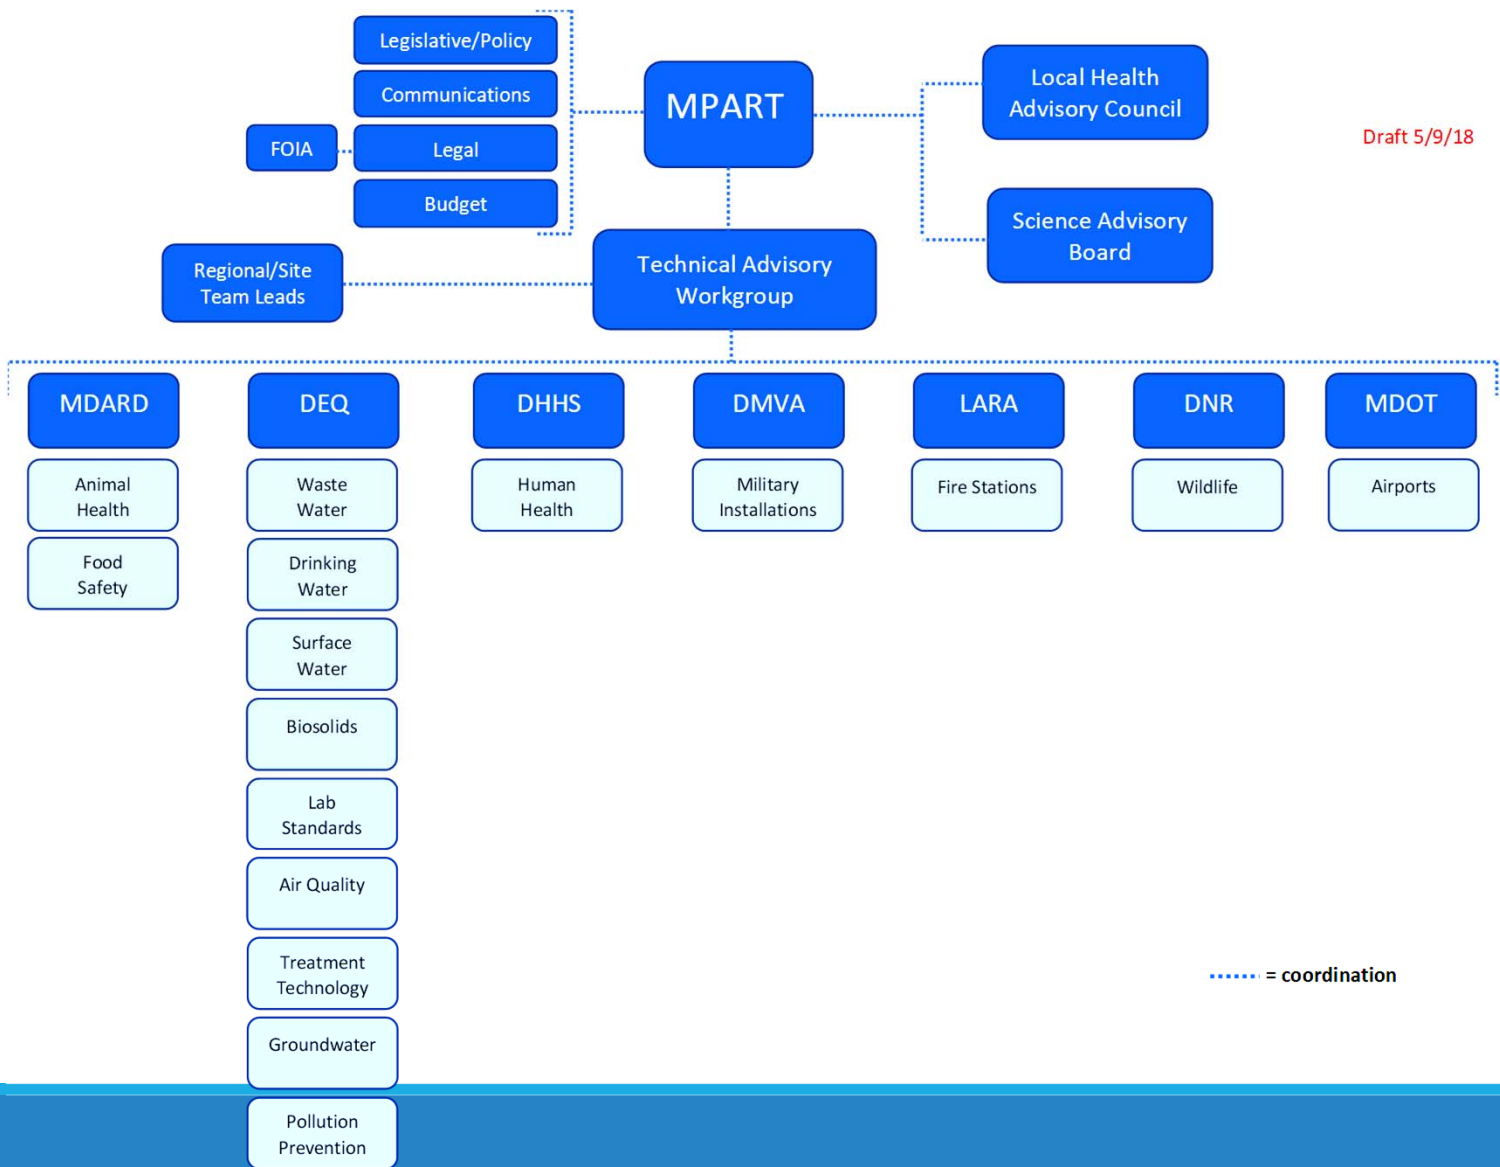 Legislative/Policy
Communications
FOIA
Legal
Budget
MPART
Local Health
Advisory Council
Draft 5/9/18
Science Advisory
Board
Regional/Site
Team Leads
Technical Advisory
Workgroup
MDARD
DEQ
DHHS
DMVA
LARA
DNR
MDOT
Animal
Health
Food
Safety
Waste
Water
Drinking
Water
Surface
Water
Biosolids
Lab
Standards
Air Quality
Treatment
Technology
Groundwater
Pollution
Prevention
Human
Health
Military
Installations
Fire Stations
Wildlife
Airports
= coordination